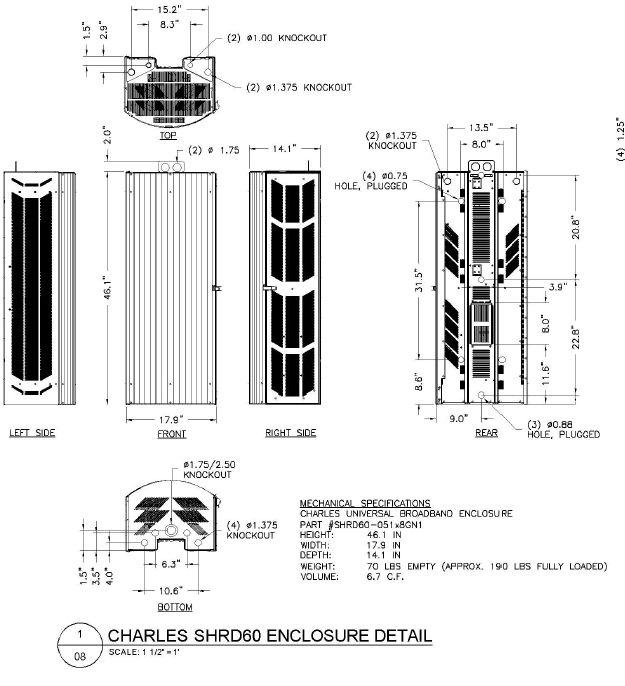 15.2"
8.3"
1.5"
2.9"
(2) ø1.00 KNOCKOUT
(2) ø1.375 KNOCKOUT
TOP
2.0"
(2) ø 1.75
14.1"
46.1"
17.9"
LEFT SIDE
FRONT
RIGHT SIDE
(2) ø1.375
KNOCKOUT
13.5"
8.0"
(4) ø0.75
HOLE, PLUGGED
(4) 1.25"
20.8"
31.5"
3.9"
8.0"
22.8"
8.6"
11.6"
9.0"
REAR
(3) ø0.88
HOLE, PLUGGED
ø1.75/2.50
KNOCKOUT
(4) ø1.375
KNOCKOUT
1.5"
3.5"
4.0"
6.3"
10.6"
BOTTOM
MECHANICAL SPECIFICATIONS
CHARLES UNIVERSAL BROADBAND ENCLOSURE
PART #SHRD60-051x8GN1
HEIGHT: 46.1 IN
WIDTH: 17.9 IN
DEPTH: 14.1 IN
WEIGHT: 70 LBS EMPTY (APPROX. 190 LBS FULLY LOADED)
VOLUME: 6.7 C.F.
1
08
CHARLES SHRD60 ENCLOSURE DETAIL
SCALE: 1 1/2" = 1'